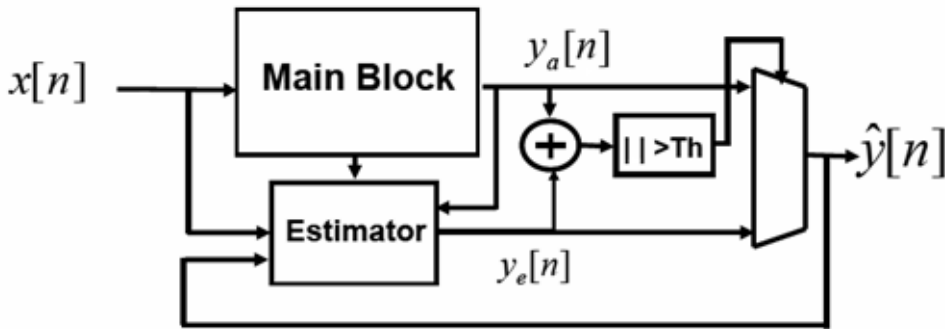 x[n]
Main Block
y_a[n]
+
| | >Th
ŷ[n]
Estimator
y_e[n]